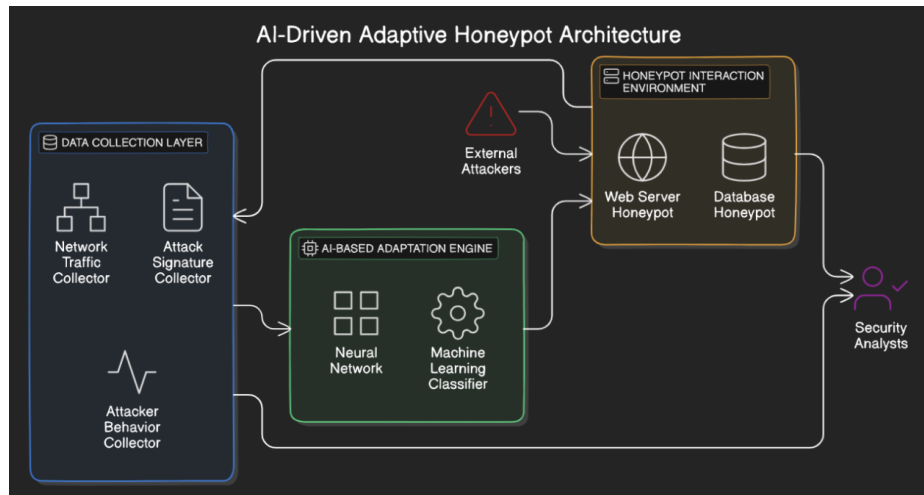 AI-Driven Adaptive Honeypot Architecture
HONEYPOT INTERACTION
ENVIRONMENT
External
Attackers
Web Server
Honeypot
Database
Honeypot
DATA COLLECTION LAYER
Network
Traffic
Collector
Attack
Signature
Collector
Attacker
Behavior
Collector
AI-BASED ADAPTATION ENGINE
Neural
Network
Machine
Learning
Classifier
Security
Analysts